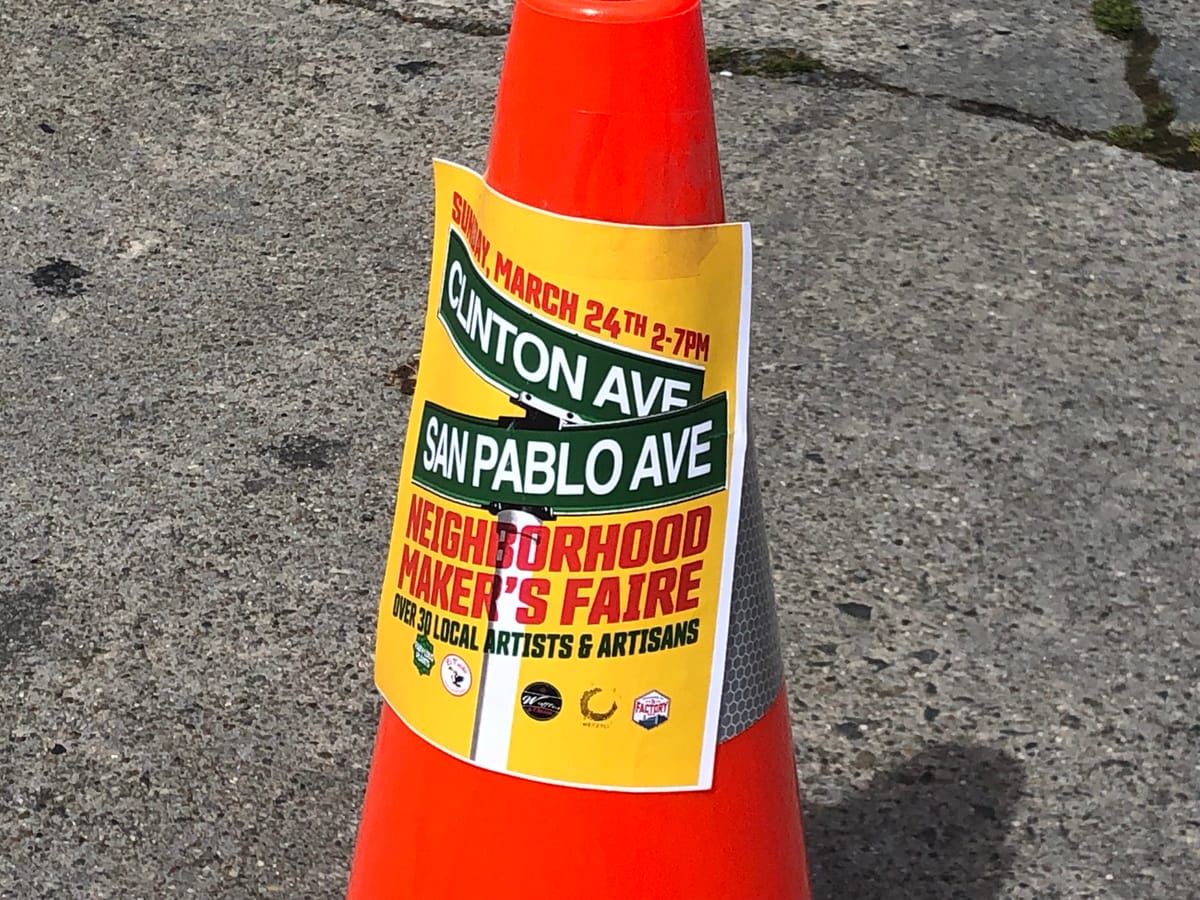 SUNDAY, MARCH 24TH 2-7PM
CLINTON AVE
SAN PABLO AVE
NEIGHBORHOOD
MAKER'S FAIRE
OVER 30 LOCAL ARTISTS & ARTISANS
FACTORY